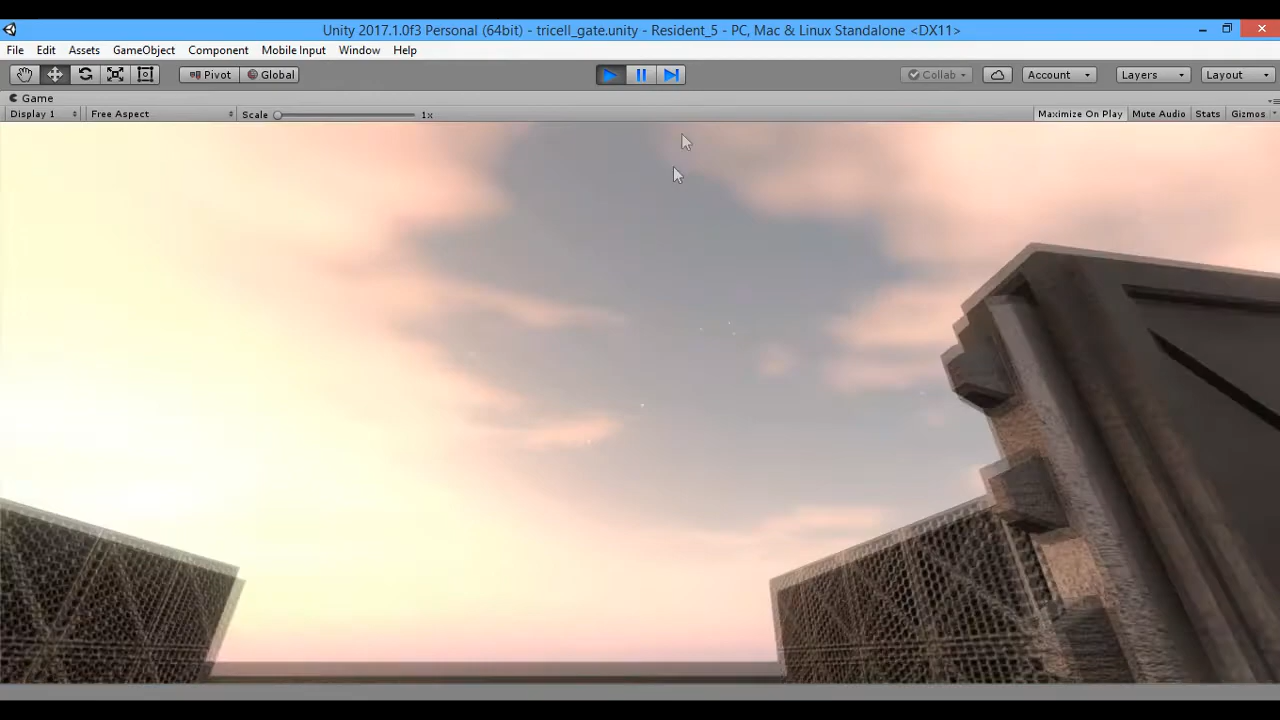 Unity 2017.1.0f3 Personal (64bit) - tricell_gate.unity - Resident_5 - PC, Mac & Linux Standalone <DX11>
File Edit Assets GameObject Component Mobile Input Window Help
Pivot Global Collab Account Layers Layout
Game
Display 1 Free Aspect Scale 1x Maximize On Play Mute Audio Stats Gizmos